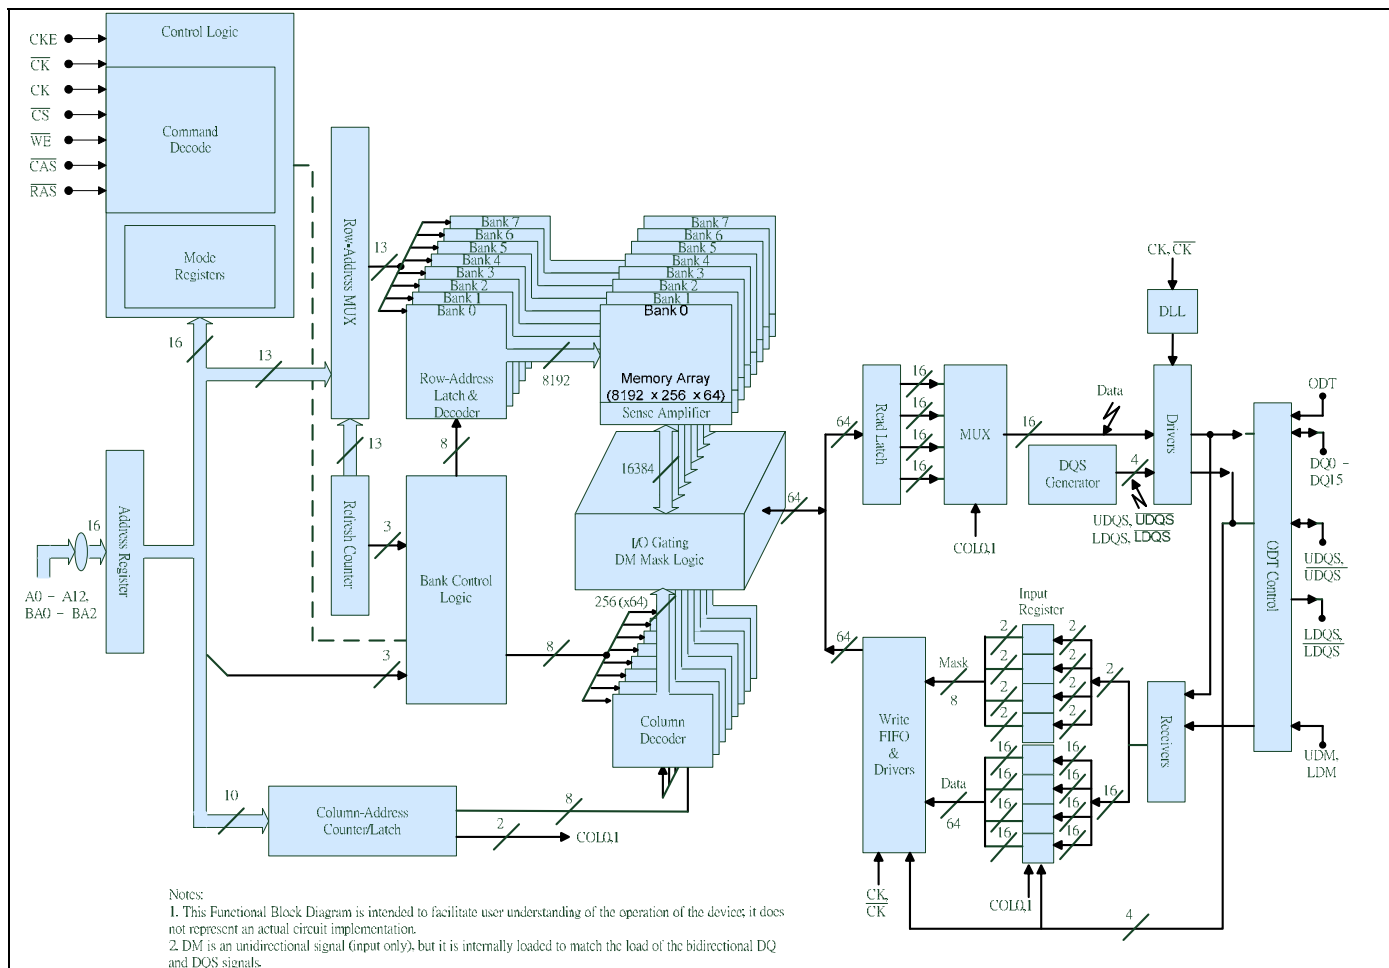 CKE
CK
CK
CS
WE
CAS
RAS
Control Logic
Command
Decode
Mode
Registers
16
13
Row-Address MUX
13
13
Refresh Counter
3
Bank 7
Bank 6
Bank 5
Bank 4
Bank 3
Bank 2
Bank 1
Bank 0
Row-Address
Latch &
Decoder
8
8192
Bank 7
Bank 6
Bank 5
Bank 4
Bank 3
Bank 2
Bank 1
Bank 0
Memory Array
(8192 x 256 x 64)
Sense Amplifier
16384
I/O Gating
DM Mask Logic
256 (x64)
Column
Decoder
Bank Control
Logic
8
3
16
A0 - A12,
BA0 - BA2
Address Register
10
Column-Address
Counter/Latch
8
2
COL0,1
64
64
64
Read Latch
16
16
16
16
MUX
COL0,1
16
Data
DQS
Generator
4
UDQS, UDQS
LDQS, LDQS
CK, CK
DLL
Drivers
ODT Control
ODT
DQ0 -
DQ15
UDQS,
UDQS
LDQS,
LDQS
UDM,
LDM
Receivers
Input
Register
2
2
2
2
2
2
2
2
2
16
16
16
16
16
16
16
16
16
Mask
8
Data
64
Write
FIFO
&
Drivers
CK,
CK
COL0,1
4
Notes:
1. This Functional Block Diagram is intended to facilitate user understanding of the operation of the device; it does
not represent an actual circuit implementation.
2. DM is an unidirectional signal (input only), but it is internally loaded to match the load of the bidirectional DQ
and DQS signals.